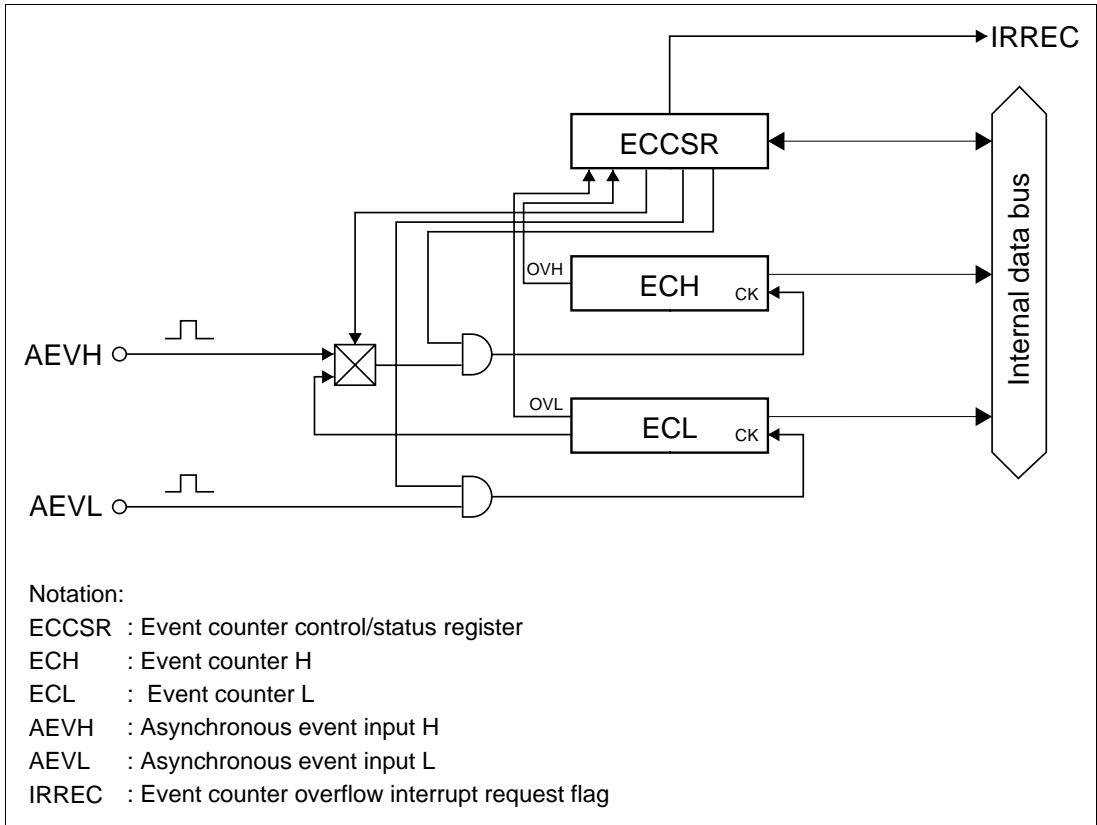 IRREC
ECCSR
Internal data bus
OVH
ECH
CK
AEVH
OVL
ECL
CK
AEVL
Notation:
ECCSR : Event counter control/status register
ECH : Event counter H
ECL : Event counter L
AEVH : Asynchronous event input H
AEVL : Asynchronous event input L
IRREC : Event counter overflow interrupt request flag